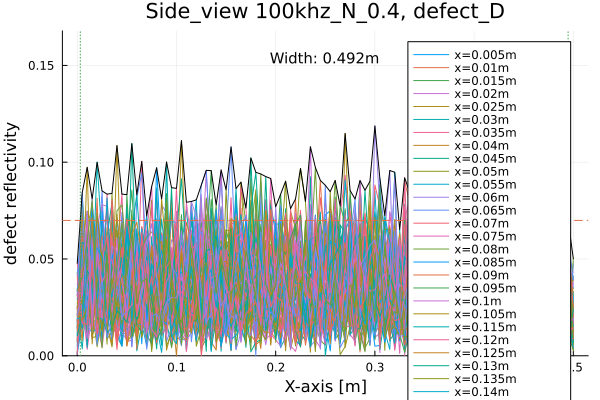 Side_view 100khz_N_0.4, defect_D
Width: 0.492m
defect reflectivity
0.15
0.10
0.05
0.00
0.0
0.1
0.2
0.3
.5
X-axis [m]
x=0.005m
x=0.01m
x=0.015m
x=0.02m
x=0.025m
x=0.03m
x=0.035m
x=0.04m
x=0.045m
x=0.05m
x=0.055m
x=0.06m
x=0.065m
x=0.07m
x=0.075m
x=0.08m
x=0.085m
x=0.09m
x=0.095m
x=0.1m
x=0.105m
x=0.115m
x=0.12m
x=0.125m
x=0.13m
x=0.135m
x=0.14m